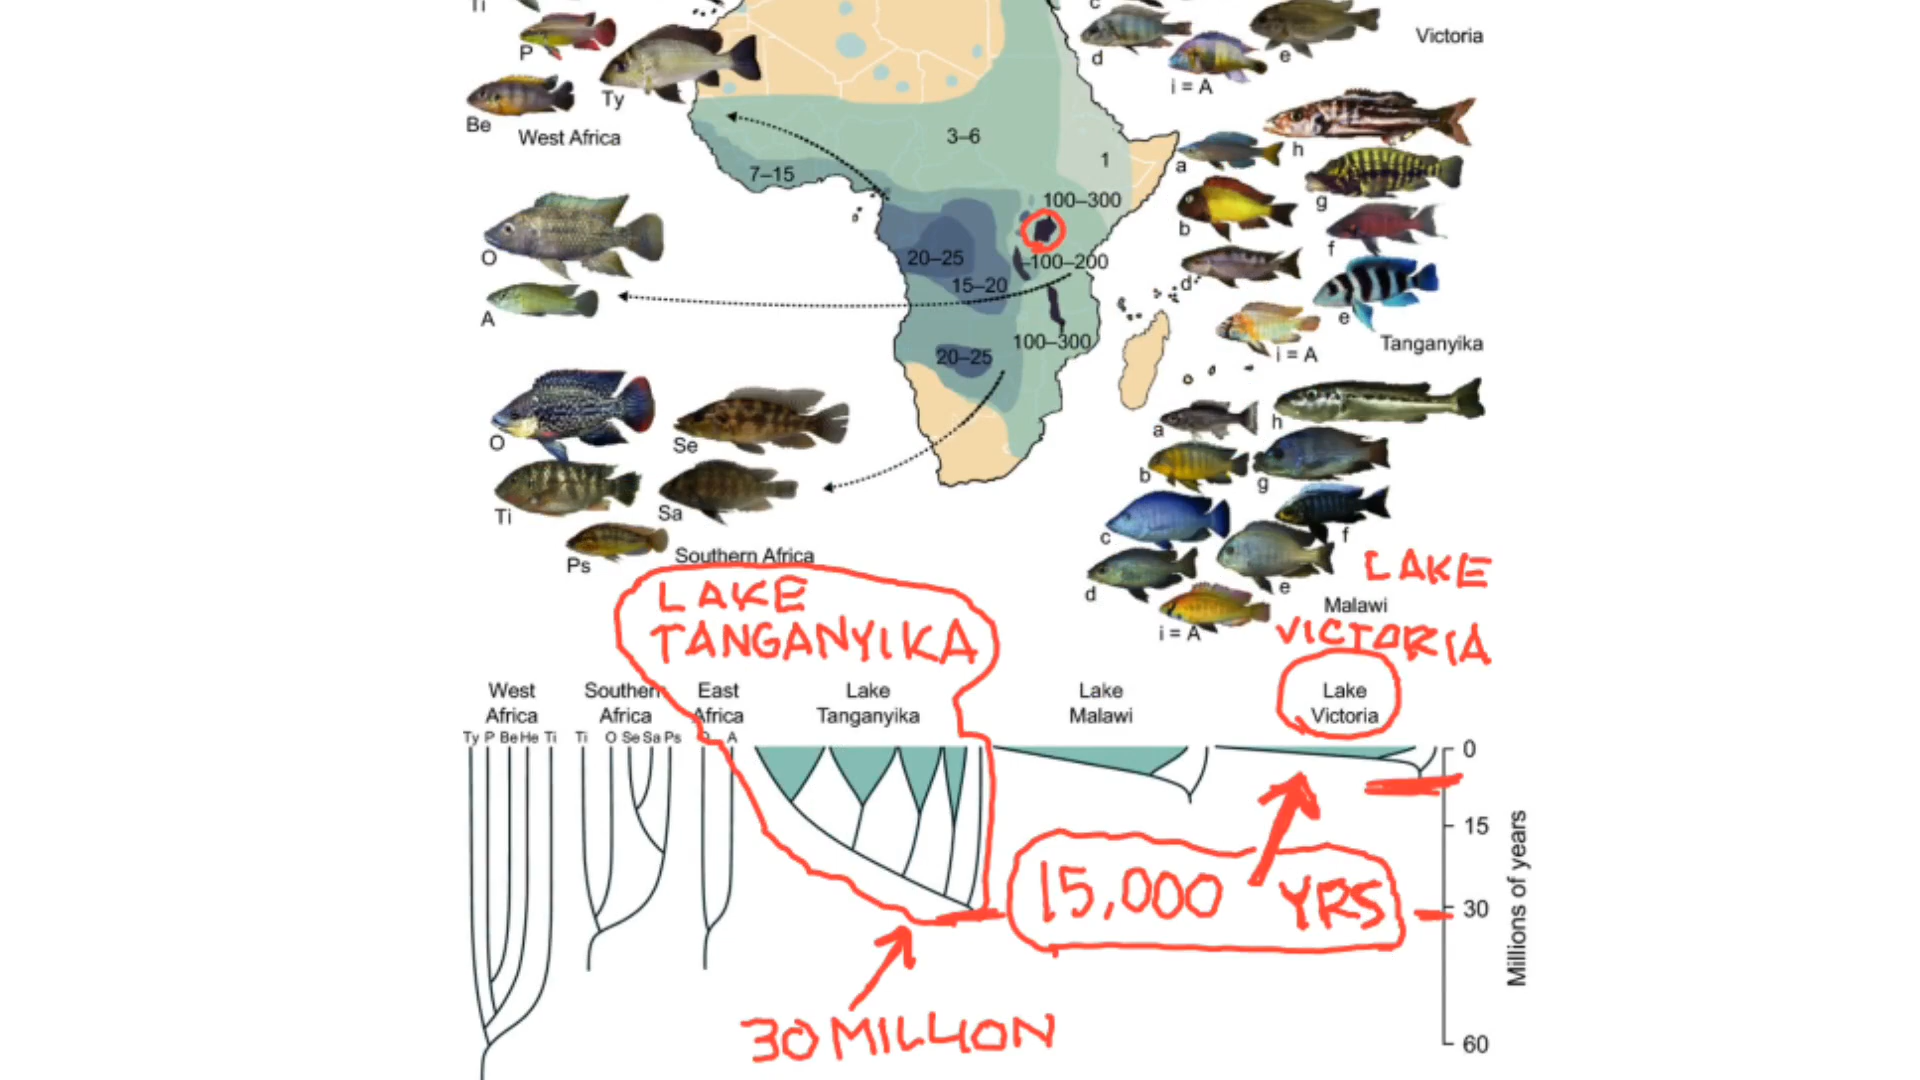 Ti
P
Ty
Be
West Africa
O
A
O
Se
Ti
Sa
Ps
Southern Africa
3–6
7–15
1
100–300
20–25
100–200
15–20
100–300
20–25
c
d
e
i = A
Victoria
h
a
g
b
f
d
e
i = A
Tanganyika
a
h
b
g
c
f
d
e
i = A
Malawi
LAKE
VICTORIA
LAKE
TANGANYIKA
West
Africa
Southern
Africa
East
Africa
Lake
Tanganyika
Lake
Malawi
Lake
Victoria
Ty P Be He Ti
Ti O Se Sa Ps
O A
0
15
30
60
Millions of years
15,000 YRS
30 MILLION